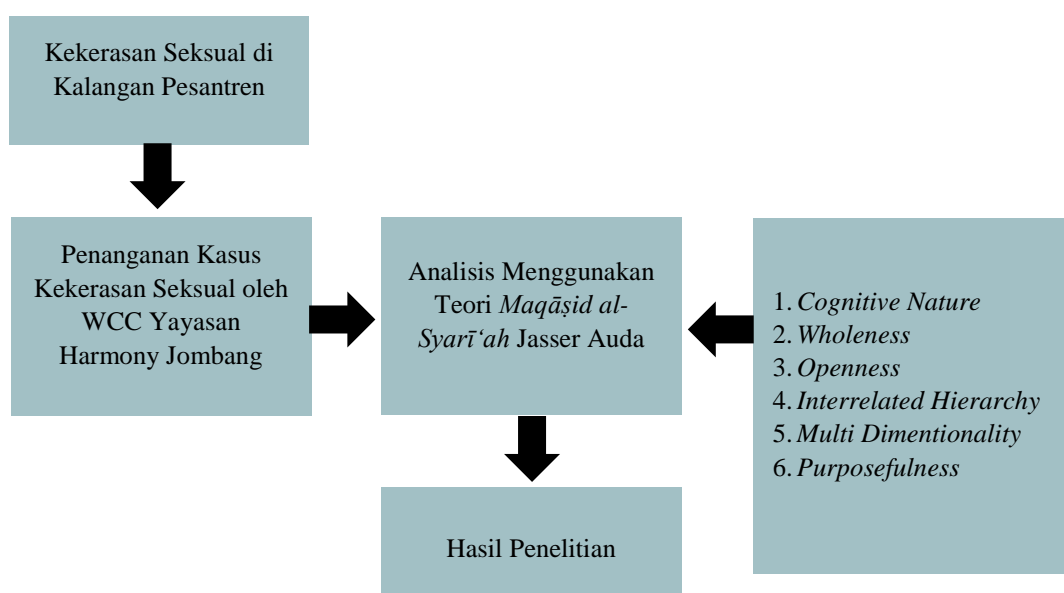 Kekerasan Seksual di
Kalangan Pesantren
Penanganan Kasus
Kekerasan Seksual oleh
WCC Yayasan
Harmony Jombang
Analisis Menggunakan
Teori Maqāṣid al-
Syarī‘ah Jasser Auda
1. Cognitive Nature
2. Wholeness
3. Openness
4. Interrelated Hierarchy
5. Multi Dimentionality
6. Purposefulness
Hasil Penelitian